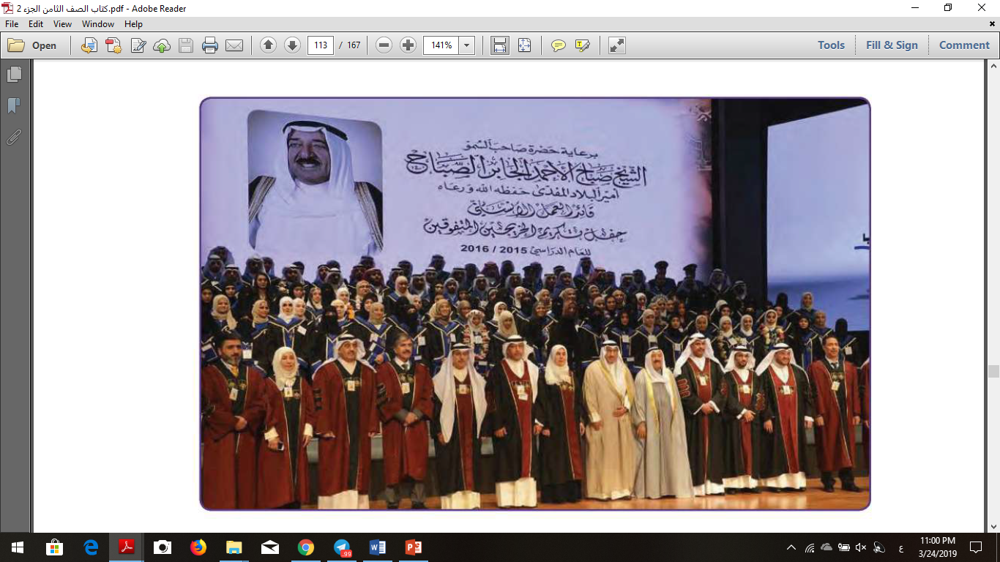 كتاب الصف الثامن الجزء 2.pdf - Adobe Reader
File Edit View Window Help
Open 113 / 167 141% Tools Fill & Sign Comment
برعاية حضرة صاحب السمو
الشيخ صباح الأحمد الجابر الصباح
أمير البلاد المفدى حفظه الله ورعاه
قائد العمل الإنساني
حفل تكريم الخريجين المتفوقين
للعام الدراسي 2015 / 2016
99
ع
11:00 PM
3/24/2019